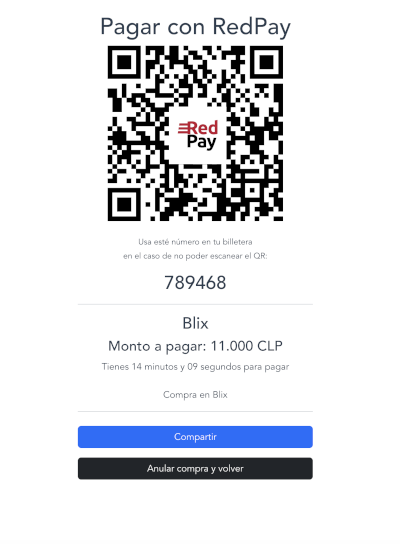 Pagar con RedPay
Red
Pay
Usa esté número en tu billetera
en el caso de no poder escanear el QR:
789468
Blix
Monto a pagar: 11.000 CLP
Tienes 14 minutos y 09 segundos para pagar
Compra en Blix
Compartir
Anular compra y volver